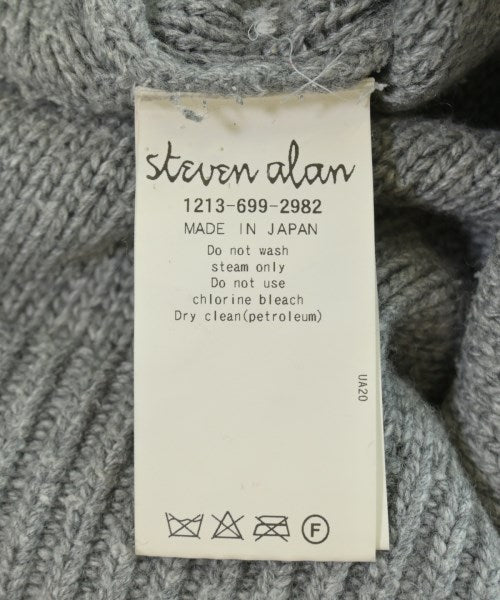 steven alan
1213-699-2982
MADE IN JAPAN
Do not wash
steam only
Do not use
chlorine bleach
Dry clean(petroleum)
UA20
F